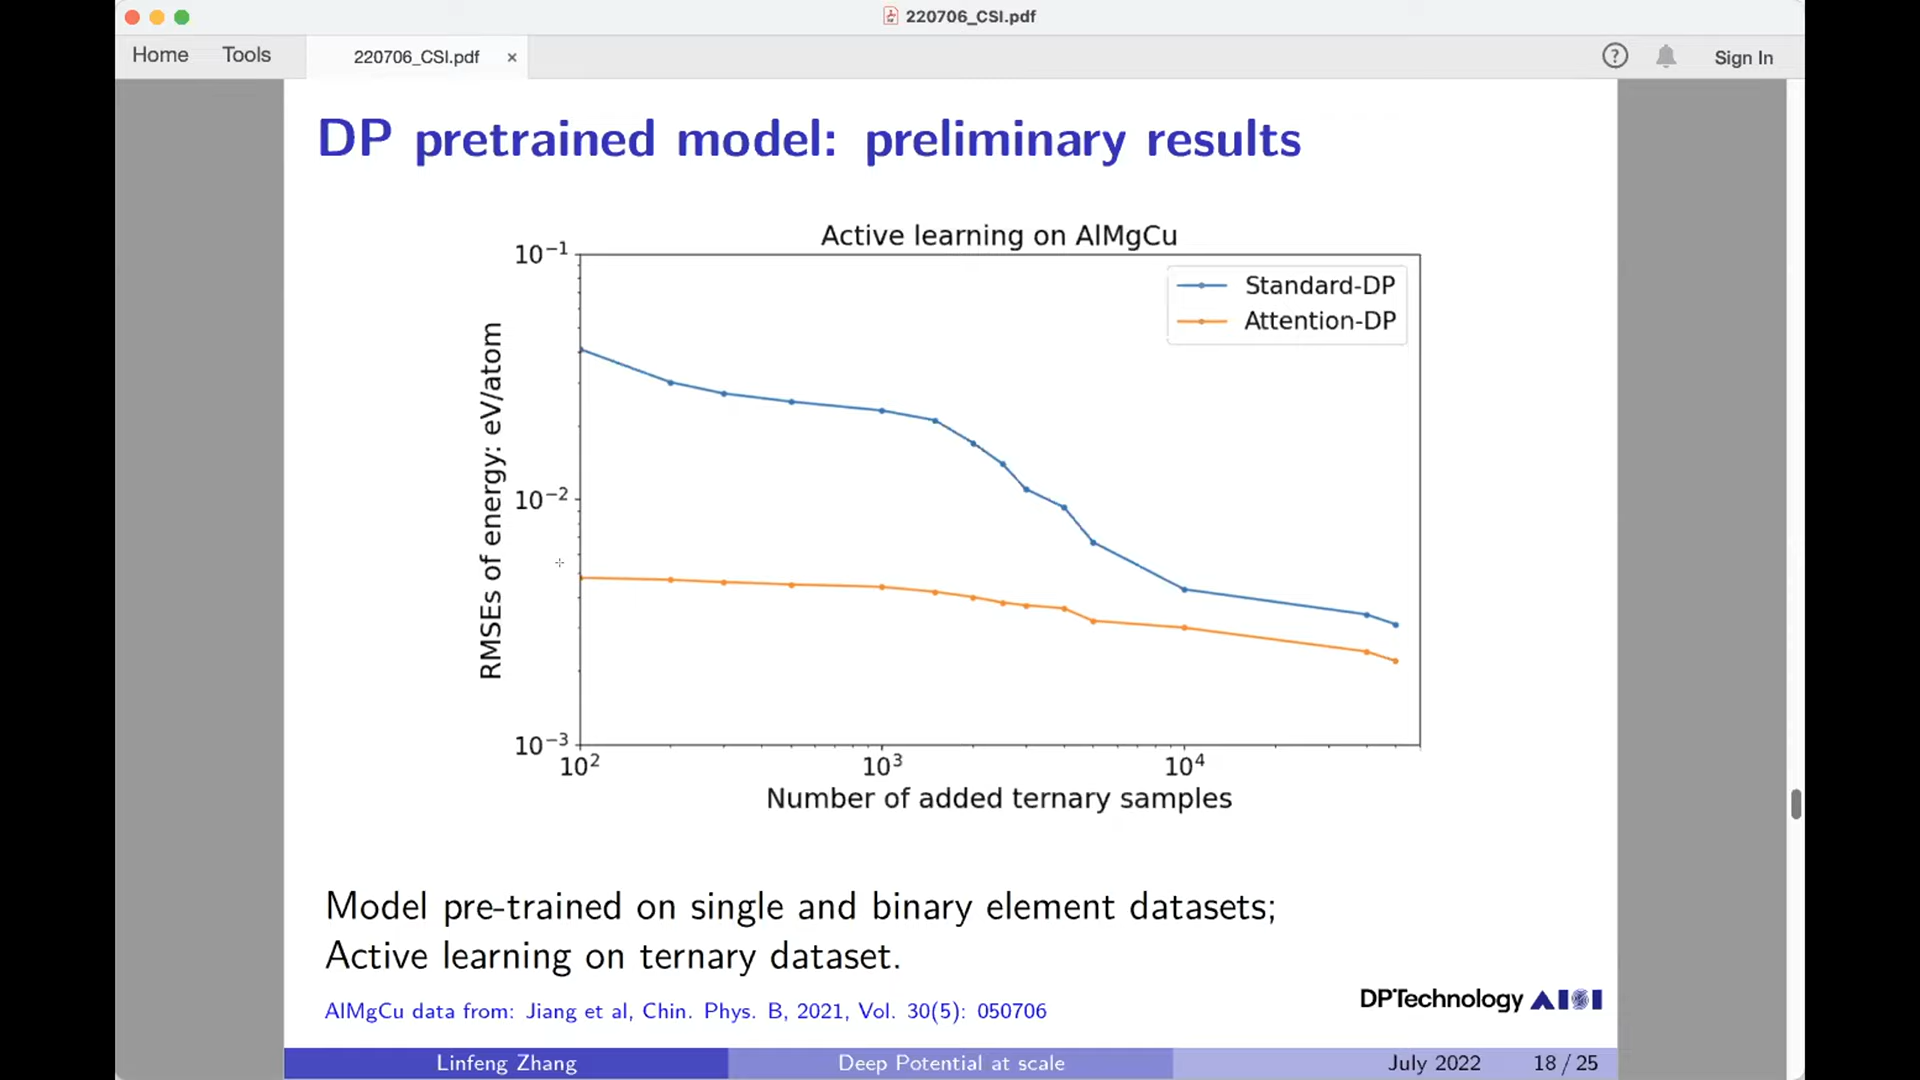 220706_CSI.pdf
Home Tools 220706_CSI.pdf × ? Sign In
DP pretrained model: preliminary results
Active learning on AlMgCu
Standard-DP
Attention-DP
RMSEs of energy: eV/atom
10⁻¹
10⁻²
10⁻³
10² 10³ 10⁴
Number of added ternary samples
Model pre-trained on single and binary element datasets;
Active learning on ternary dataset.
AlMgCu data from: Jiang et al, Chin. Phys. B, 2021, Vol. 30(5): 050706
DP Technology AISI
Linfeng Zhang Deep Potential at scale July 2022 18 / 25